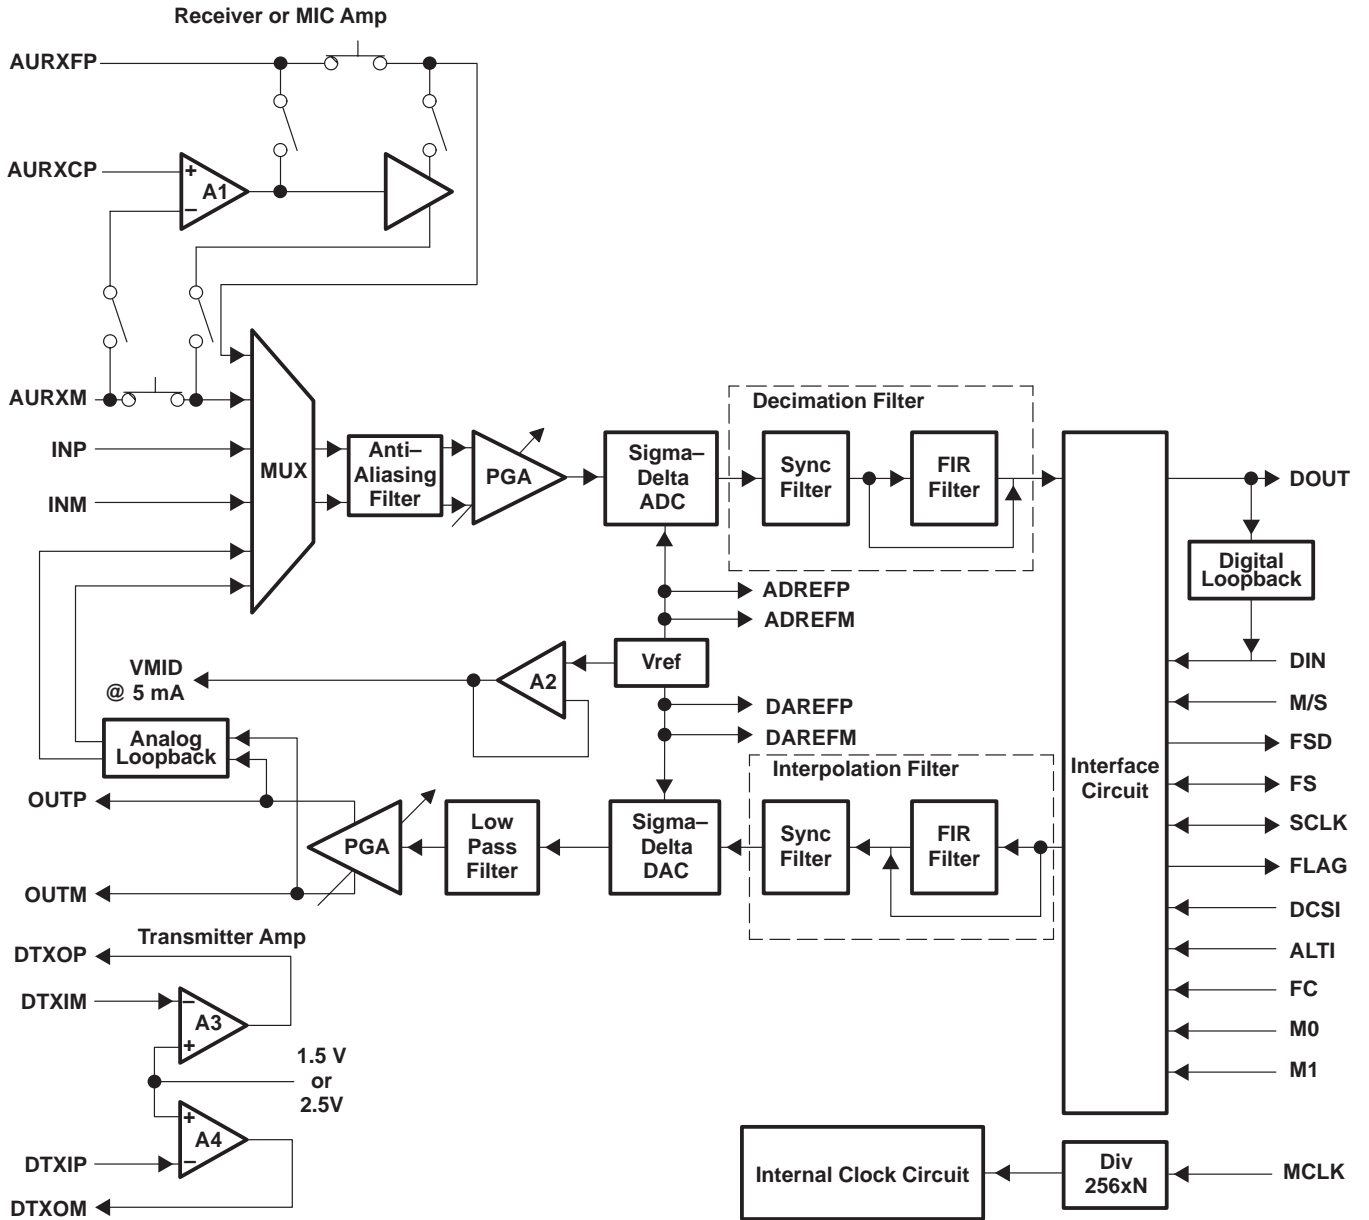 Receiver or MIC Amp
AURXFP
AURXCP
+
A1
−
AURXM
INP
INM
MUX
Anti–
Aliasing
Filter
PGA
Sigma–
Delta
ADC
Decimation Filter
Sync
Filter
FIR
Filter
DOUT
Digital
Loopback
ADREFP
ADREFM
VMID
@ 5 mA
A2
Vref
DAREFP
DAREFM
DIN
M/S
FSD
FS
SCLK
FLAG
DCSI
ALTI
FC
M0
M1
Interface
Circuit
Analog
Loopback
OUTP
OUTM
PGA
Low
Pass
Filter
Sigma–
Delta
DAC
Interpolation Filter
Sync
Filter
FIR
Filter
Transmitter Amp
DTXOP
DTXIM
−
A3
+
1.5 V
or
2.5V
+
A4
−
DTXIP
DTXOM
Internal Clock Circuit
Div
256xN
MCLK